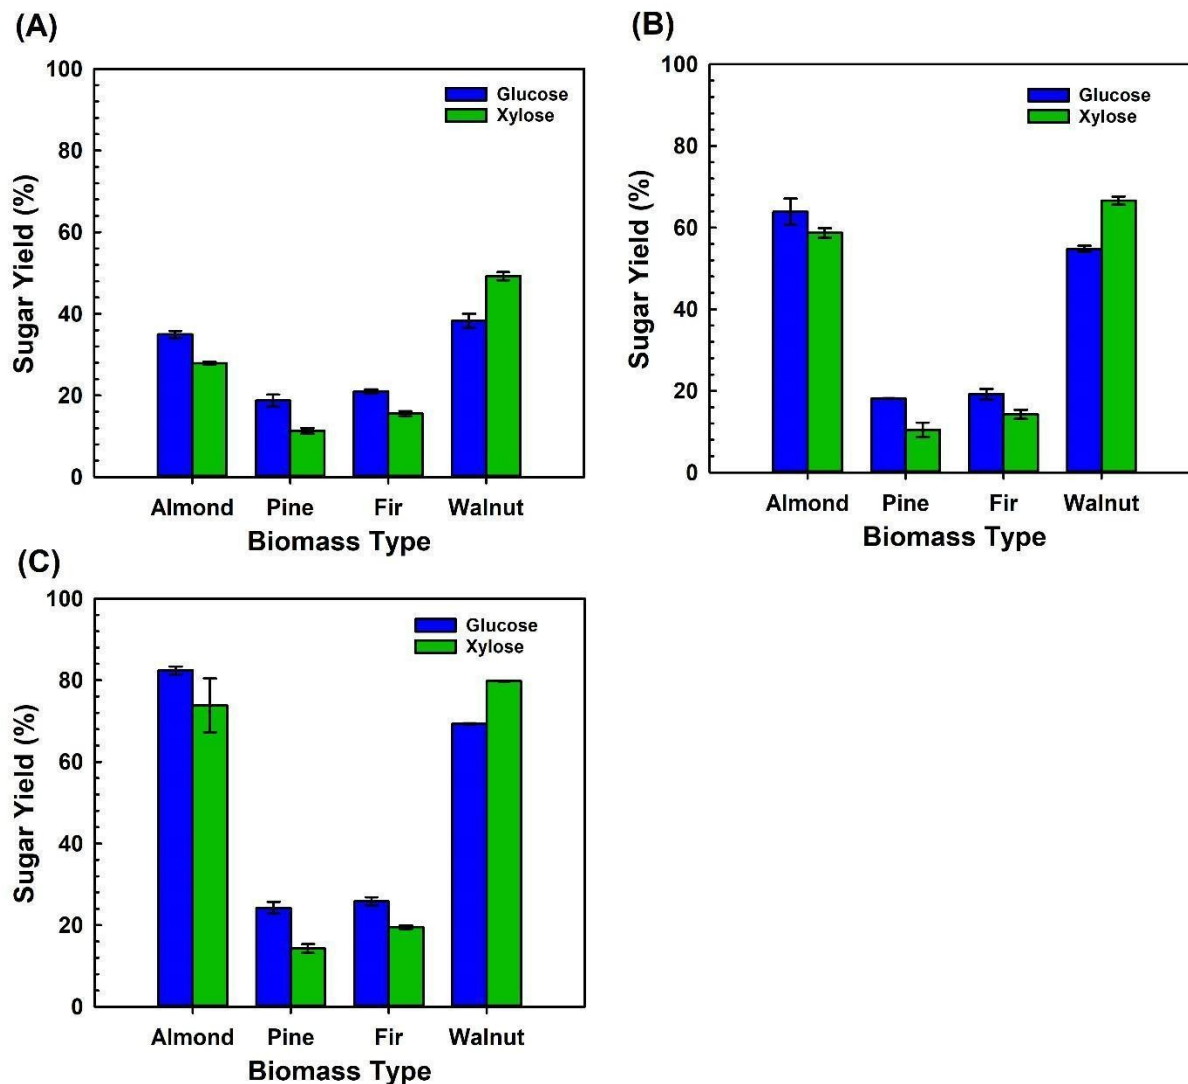 (A)
100
80
60
40
20
0
Sugar Yield (%)
Glucose
Xylose
Almond Pine Fir Walnut
Biomass Type
(B)
100
80
60
40
20
0
Sugar Yield (%)
Glucose
Xylose
Almond Pine Fir Walnut
Biomass Type
(C)
100
80
60
40
20
0
Sugar Yield (%)
Glucose
Xylose
Almond Pine Fir Walnut
Biomass Type